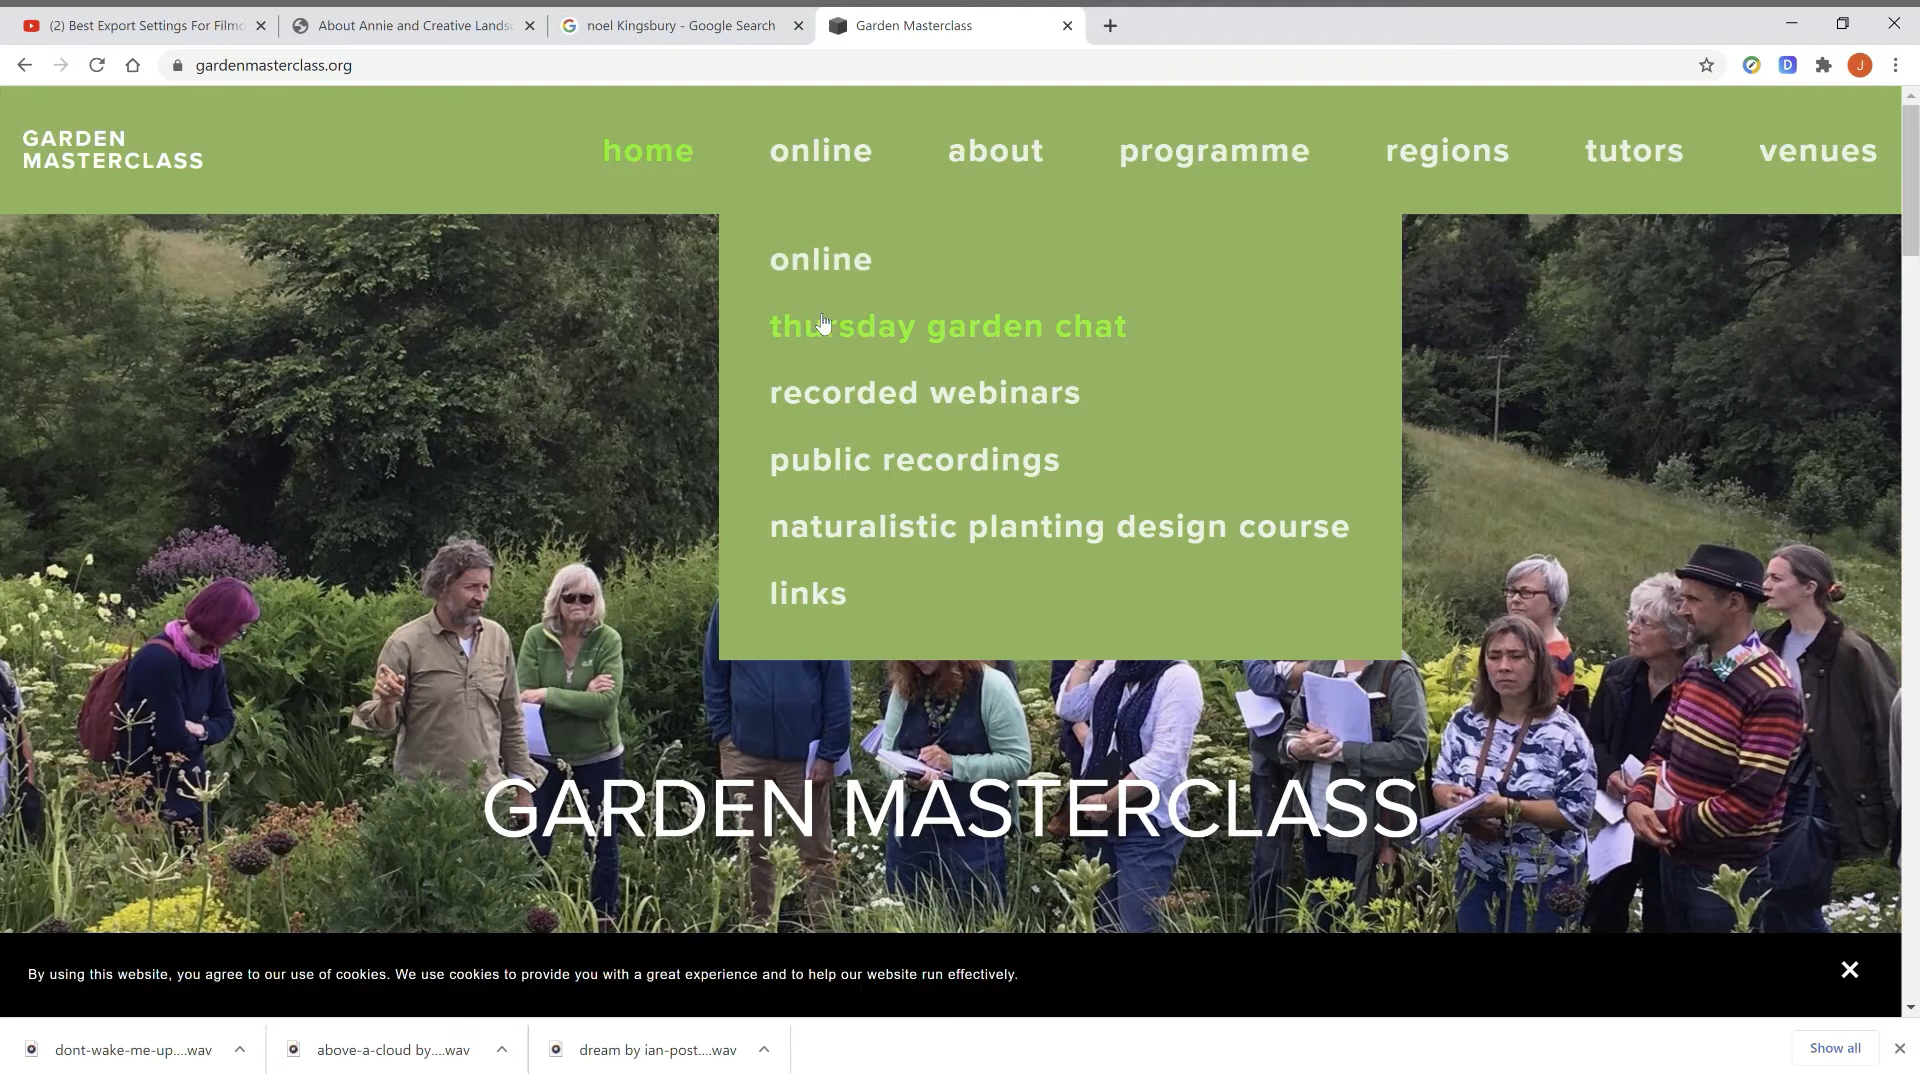 (2) Best Export Settings For Filmo
About Annie and Creative Lands
noel Kingsbury - Google Search
Garden Masterclass
gardenmasterclass.org
D
J
GARDEN
MASTERCLASS
home
online
about
programme
regions
tutors
venues
online
thursday garden chat
recorded webinars
public recordings
naturalistic planting design course
links
GARDEN MASTERCLASS
By using this website, you agree to our use of cookies. We use cookies to provide you with a great experience and to help our website run effectively.
dont-wake-me-up....wav
above-a-cloud by....wav
dream by ian-post....wav
Show all